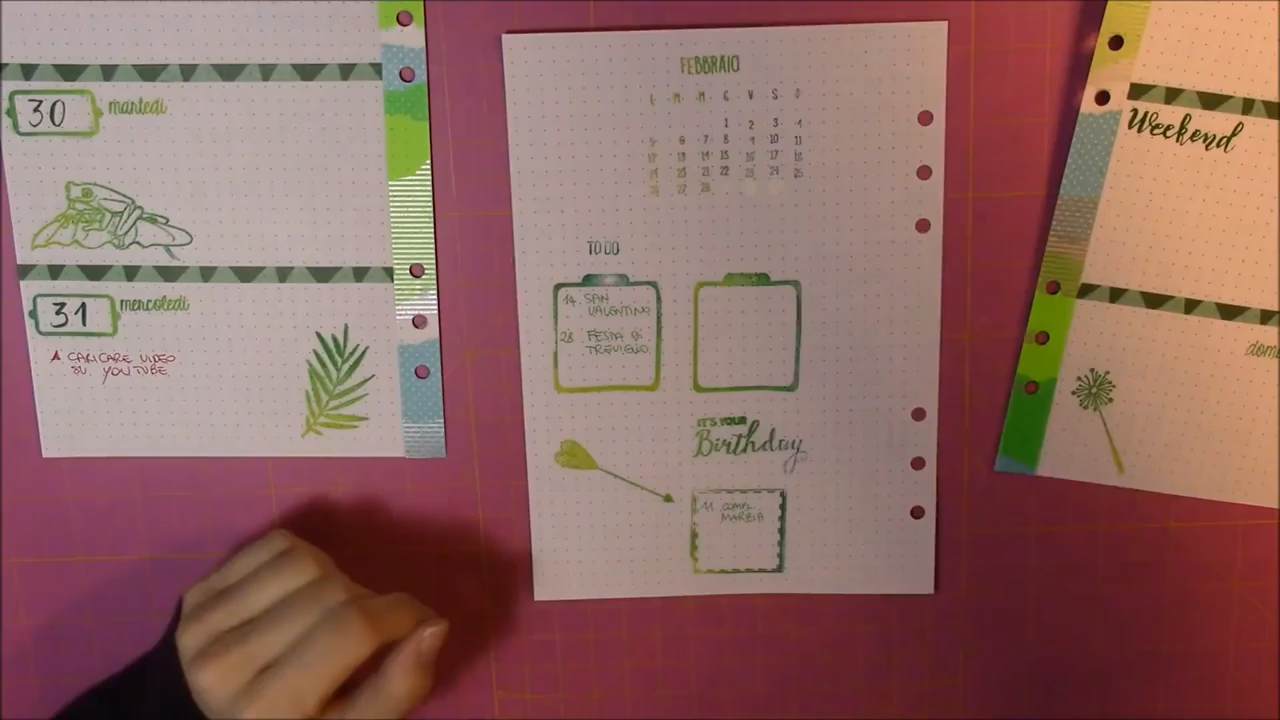 30 martedì
31 mercoledì
CARICARE VIDEO
SU YOUTUBE
FEBBRAIO
L M M G V S D
1 2 3 4
5 6 7 8 9 10 11
12 13 14 15 16 17 18
19 20 21 22 23 24 25
26 27 28
TO DO
14. SAN
VALENTINO
28 FESTA DI
TREVIGLIO
IT'S YOUR
Birthday
11 COMPL.
Weekend